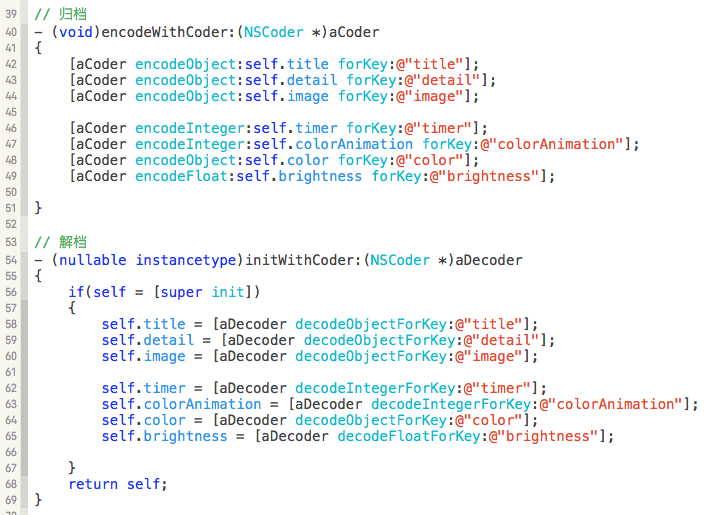 39 // 归档
40 - (void)encodeWithCoder:(NSCoder *)aCoder
41 {
42     [aCoder encodeObject:self.title forKey:@"title"];
43     [aCoder encodeObject:self.detail forKey:@"detail"];
44     [aCoder encodeObject:self.image forKey:@"image"];
45
46     [aCoder encodeInteger:self.timer forKey:@"timer"];
47     [aCoder encodeInteger:self.colorAnimation forKey:@"colorAnimation"];
48     [aCoder encodeObject:self.color forKey:@"color"];
49     [aCoder encodeFloat:self.brightness forKey:@"brightness"];
50
51 }
52
53 // 解档
54 - (nullable instancetype)initWithCoder:(NSCoder *)aDecoder
55 {
56     if(self = [super init])
57     {
58         self.title = [aDecoder decodeObjectForKey:@"title"];
59         self.detail = [aDecoder decodeObjectForKey:@"detail"];
60         self.image = [aDecoder decodeObjectForKey:@"image"];
61
62         self.timer = [aDecoder decodeIntegerForKey:@"timer"];
63         self.colorAnimation = [aDecoder decodeIntegerForKey:@"colorAnimation"];
64         self.color = [aDecoder decodeObjectForKey:@"color"];
65         self.brightness = [aDecoder decodeFloatForKey:@"brightness"];
66
67     }
68     return self;
69 }